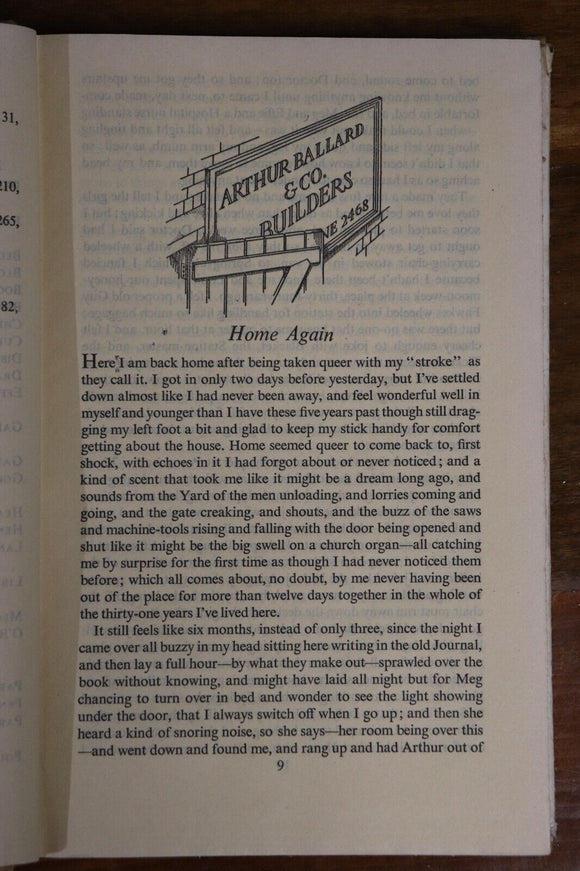 31,
210,
265,
82,
ARTHUR BALLARD
& CO.
BUILDERS
NE 2468
Home Again
Here I am back home after being taken queer with my “stroke” as
they call it. I got in only two days before yesterday, but I’ve settled
down almost like I had never been away, and feel wonderful well in
myself and younger than I have these five years past though still drag-
ging my left foot a bit and glad to keep my stick handy for comfort
getting about the house. Home seemed queer to come back to, first
shock, with echoes in it I had forgot about or never noticed; and a
kind of scent that took me like it might be a dream long ago, and
sounds from the Yard of the men unloading, and lorries coming and
going, and the gate creaking, and shouts, and the buzz of the saws
and machine-tools rising and falling with the door being opened and
shut like it might be the big swell on a church organ—all catching
me by surprise for the first time as though I had never noticed them
before; which all comes about, no doubt, by me never having been
out of the place for more than twelve days together in the whole of
the thirty-one years I’ve lived here.
It still feels like six months, instead of only three, since the night I
came over all buzzy in my head sitting here writing in the old Journal,
and then lay a full hour—by what they make out—sprawled over the
book without knowing, and might have laid all night but for Meg
chancing to turn over in bed and wonder to see the light showing
under the door, that I always switch off when I go up; and then she
heard a kind of snoring noise, so she says—her room being over this
—and went down and found me, and rang up and had Arthur out of
9